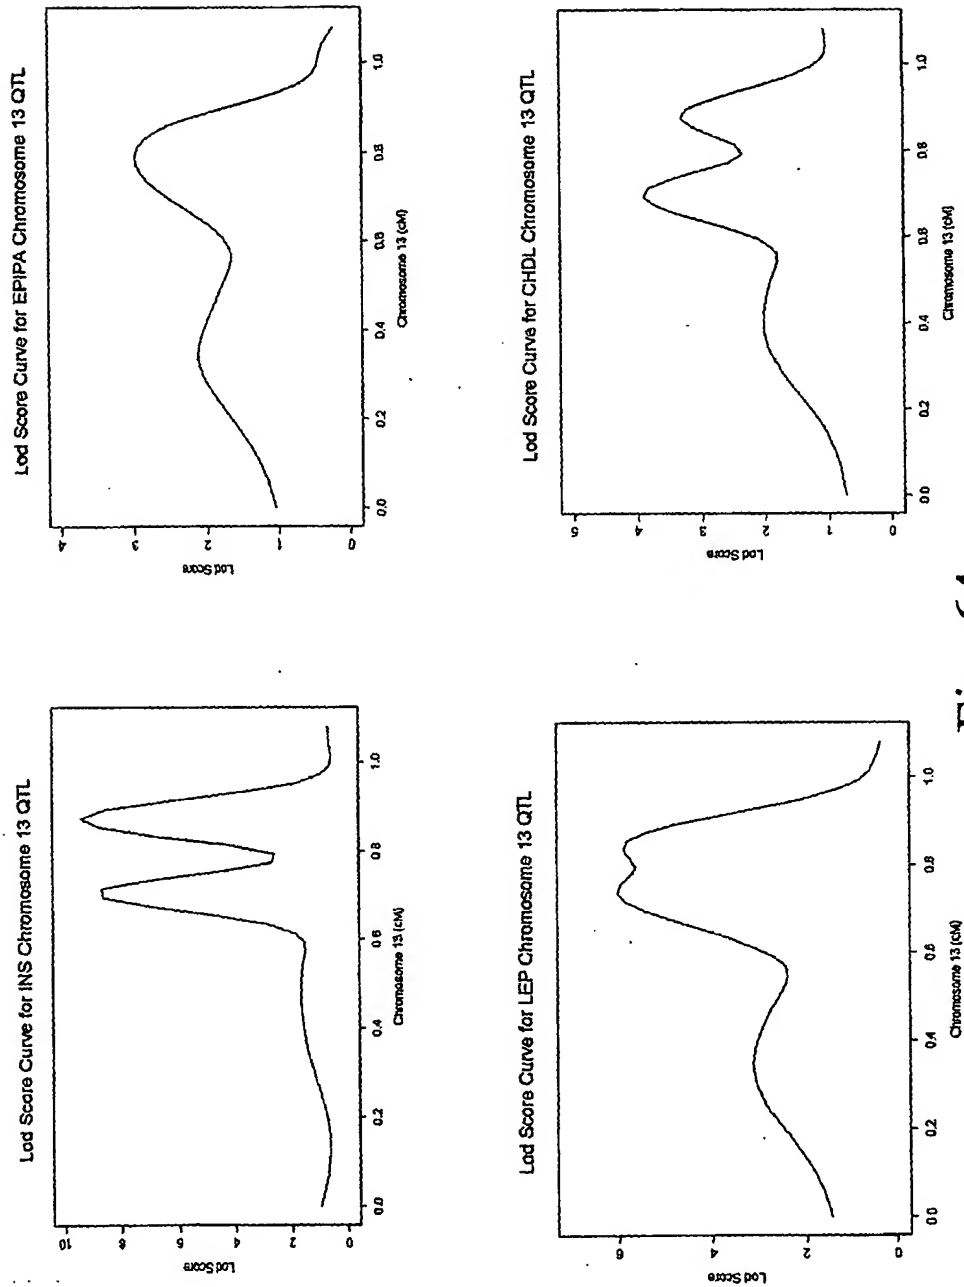 Lod Score Curve for INS Chromosome 13 QTL
10
8
6
4
2
0
Lod Score
0.0 0.2 0.4 0.6 0.8 1.0
Chromosome 13 (cM)
Lod Score Curve for EPIPA Chromosome 13 QTL
4
3
2
1
0
Lod Score
0.0 0.2 0.4 0.6 0.8 1.0
Chromosome 13 (cM)
Lod Score Curve for LEP Chromosome 13 QTL
6
4
2
0
Lod Score
0.0 0.2 0.4 0.6 0.8 1.0
Chromosome 13 (cM)
Lod Score Curve for CHDL Chromosome 13 QTL
5
4
3
2
1
0
Lod Score
0.0 0.2 0.4 0.6 0.8 1.0
Chromosome 13 (cM)